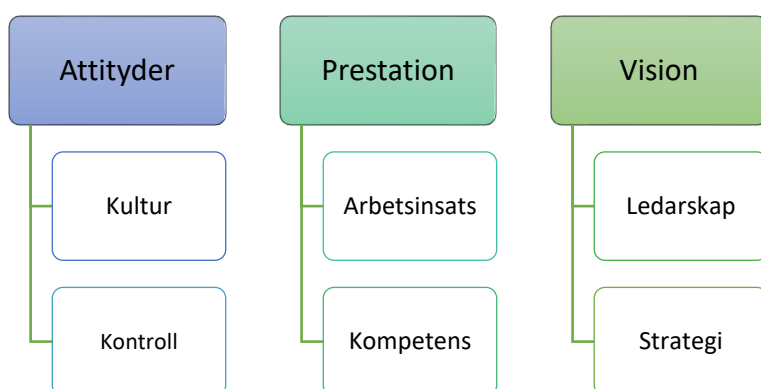 Attityder
Kultur
Kontroll
Prestation
Arbetsinsats
Kompetens
Vision
Ledarskap
Strategi